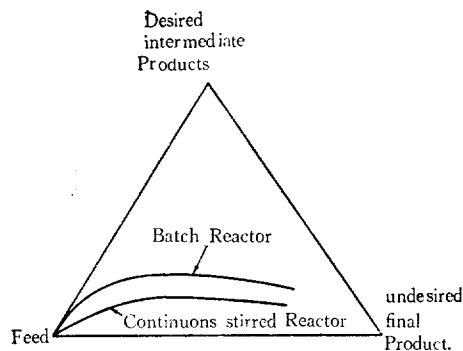 Desired
intermediate
Products
Batch Reactor
undesired
final
Product.
Feed
Continuons stirred Reactor